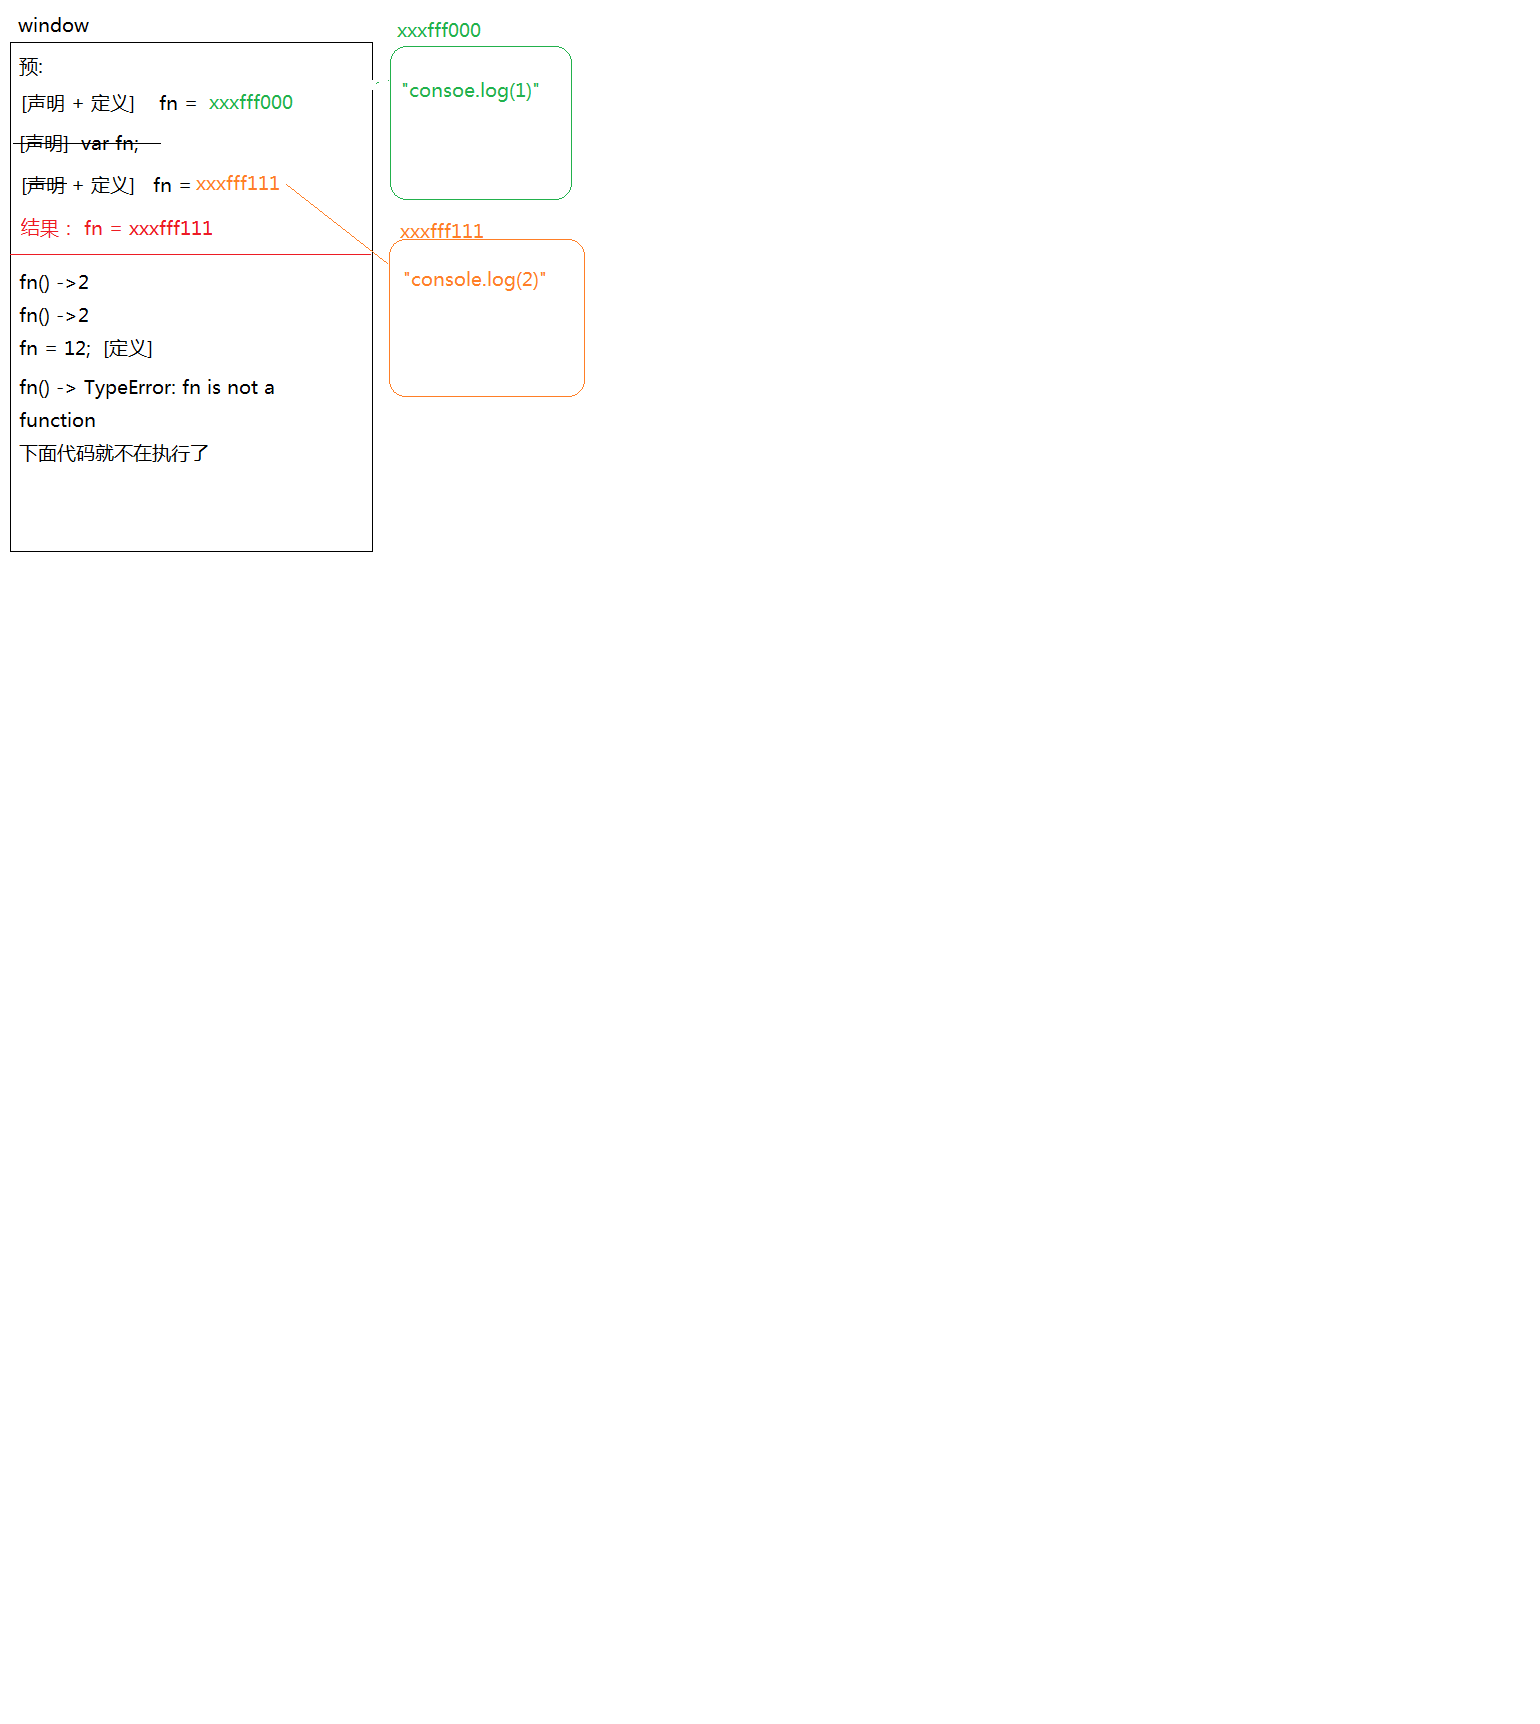 window
预:
[声明 + 定义] fn = xxxfff000
[声明] var fn;
[声明 + 定义] fn = xxxfff111
结果： fn = xxxfff111
fn() ->2
fn() ->2
fn = 12; [定义]
fn() -> TypeError: fn is not a
function
下面代码就不在执行了
xxxfff000
"consoe.log(1)"
xxxfff111
"console.log(2)"